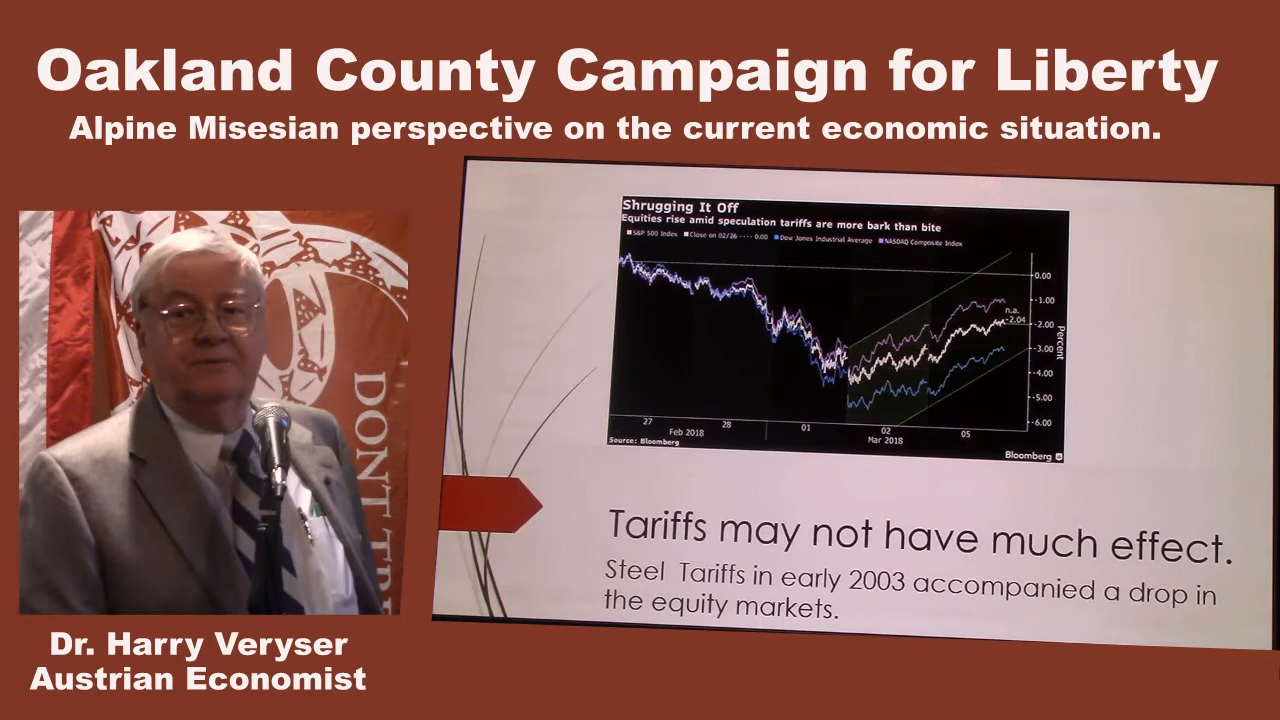 Oakland County Campaign for Liberty
Alpine Misesian perspective on the current economic situation.
Shrugging It Off
Equities rise amid speculation tariffs are more bark than bite
S&P 500 Index Close on 02/26 ---- 0.00 Dow Jones Industrial Average NASDAQ Composite Index
0.00
-1.00
n.a.
-2.04
-2.00
-3.00
-4.00
-5.00
-6.00
Percent
27 28 01 02 05
Feb 2018 Mar 2018
Source: Bloomberg
Bloomberg
DONT TRE
Tariffs may not have much effect.
Steel Tariffs in early 2003 accompanied a drop in
the equity markets.
Dr. Harry Veryser
Austrian Economist